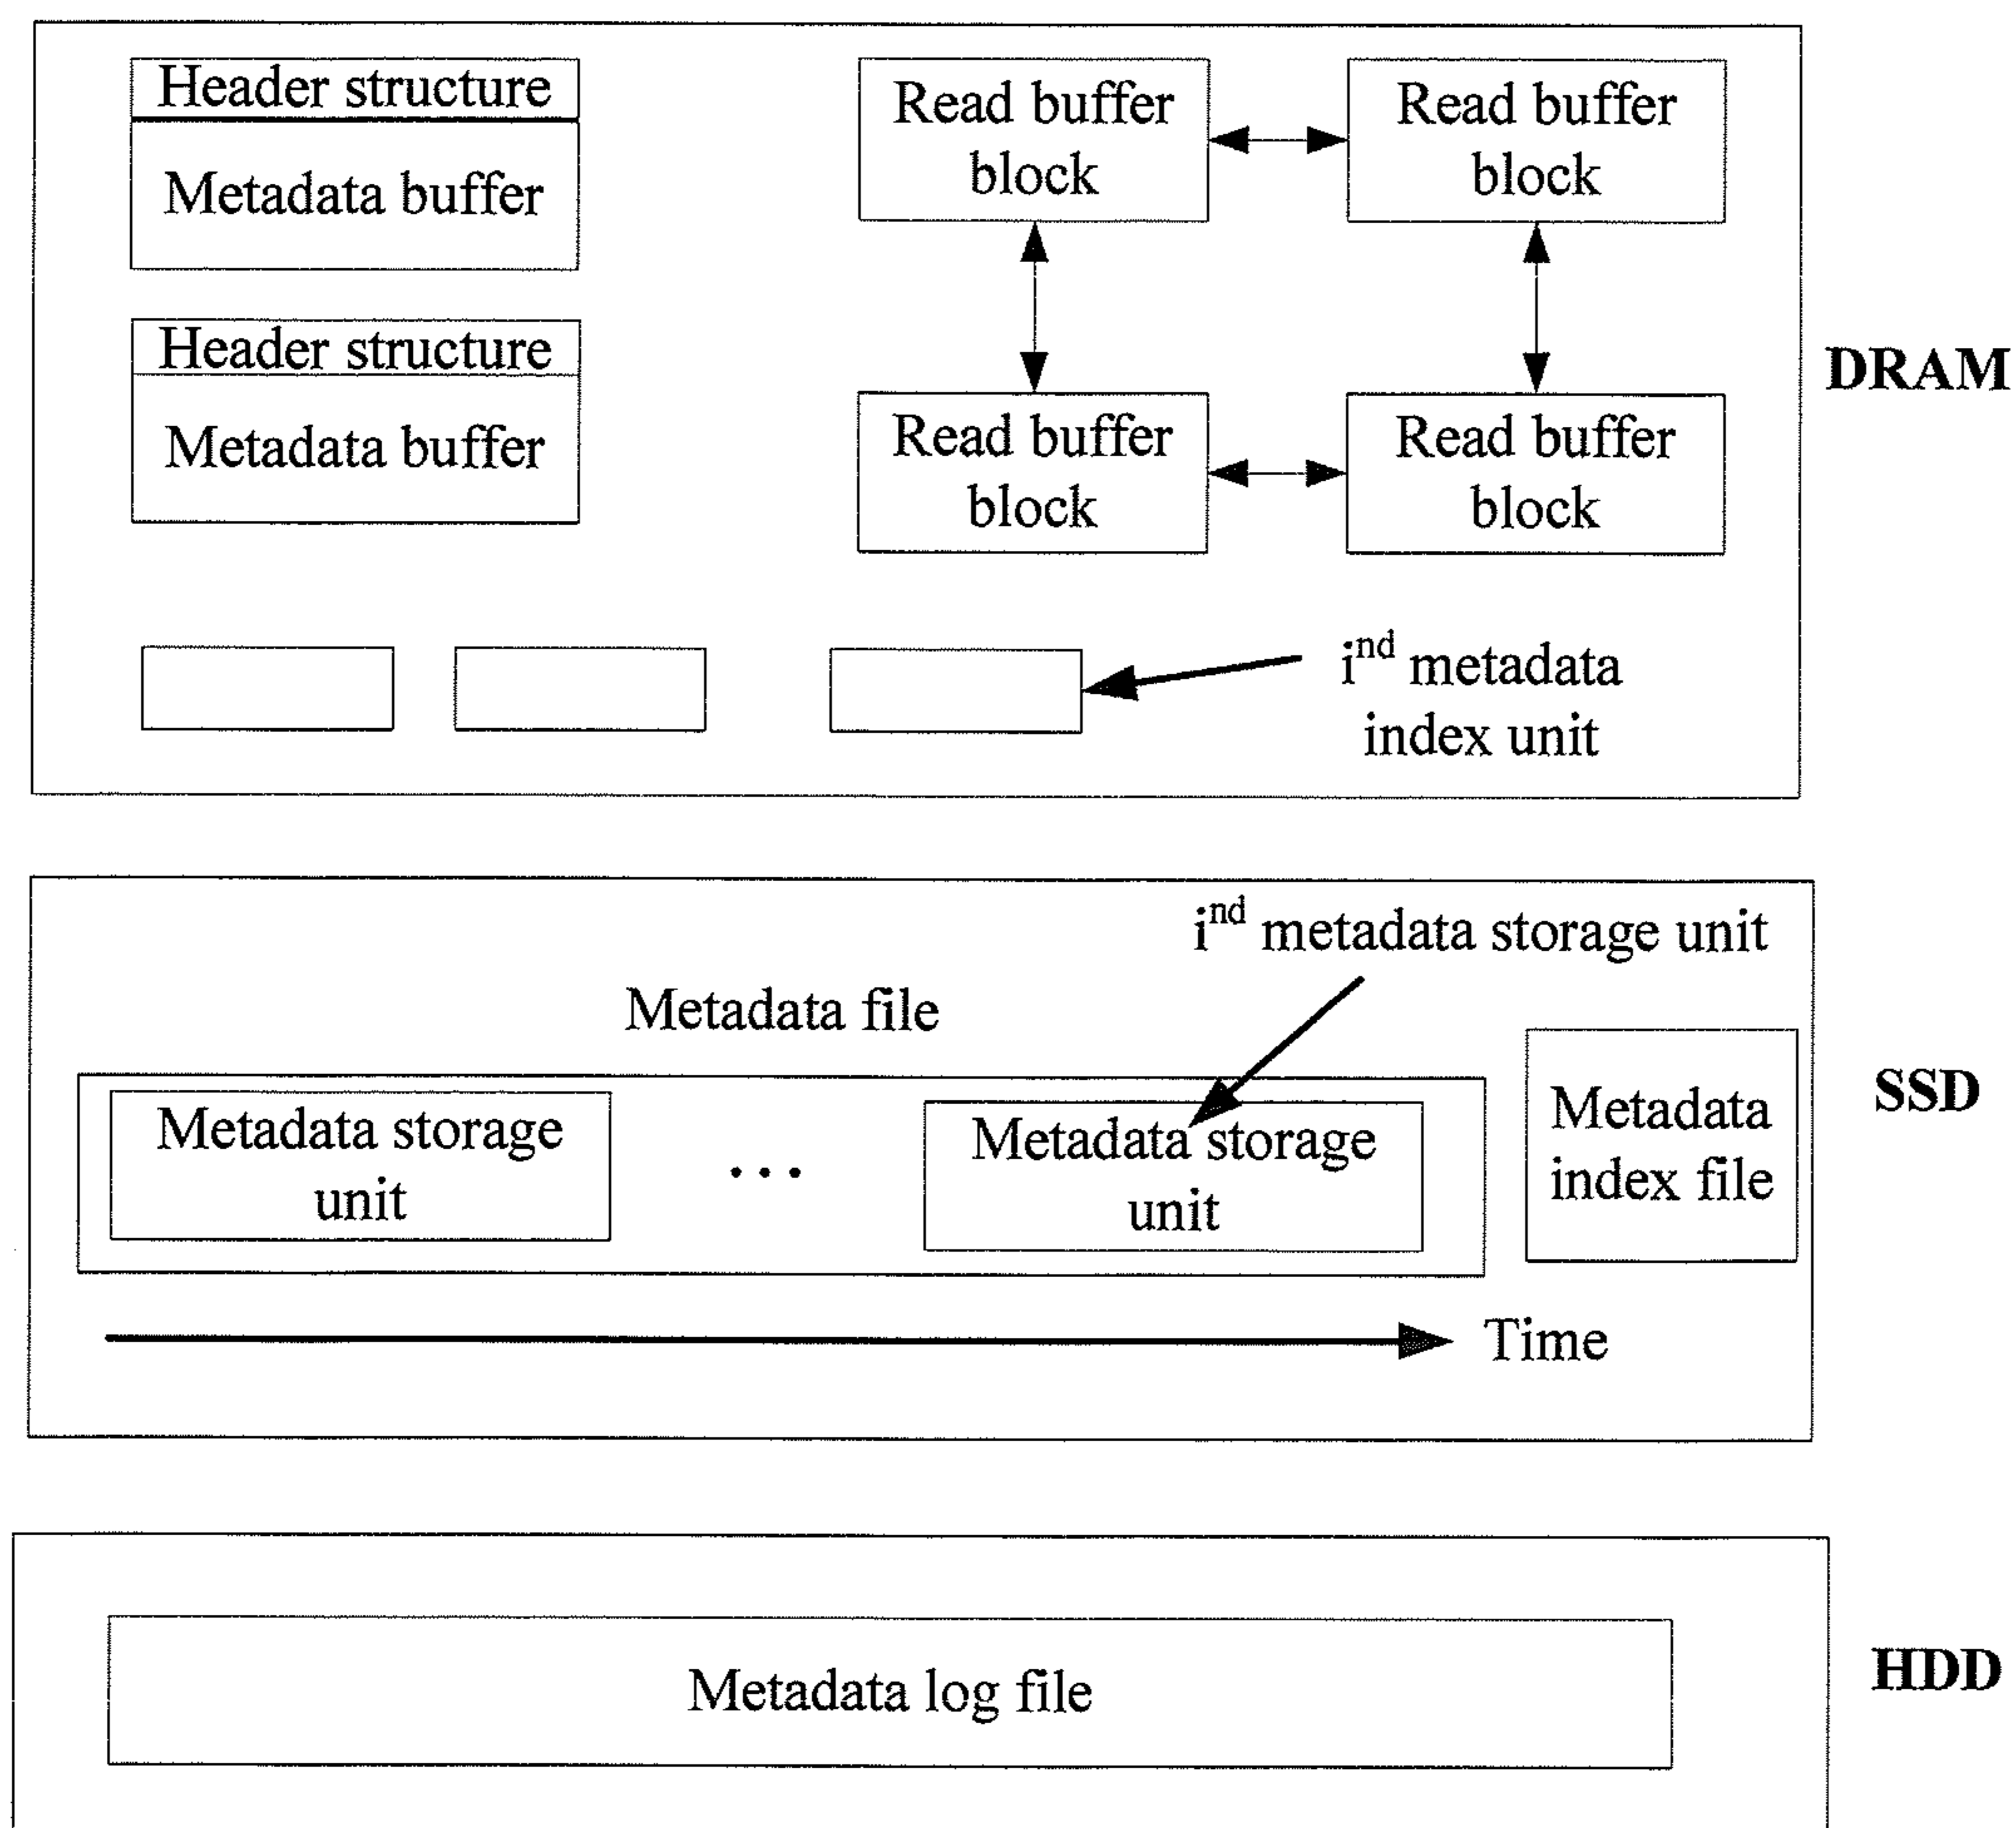 Header structure
Metadata buffer
Read buffer
block
Read buffer
block
Header structure
Metadata buffer
Read buffer
block
Read buffer
block
DRAM
i^nd metadata
index unit
i^nd metadata storage unit
Metadata file
Metadata storage
unit
...
Metadata storage
unit
Metadata
index file
SSD
Time
Metadata log file
HDD